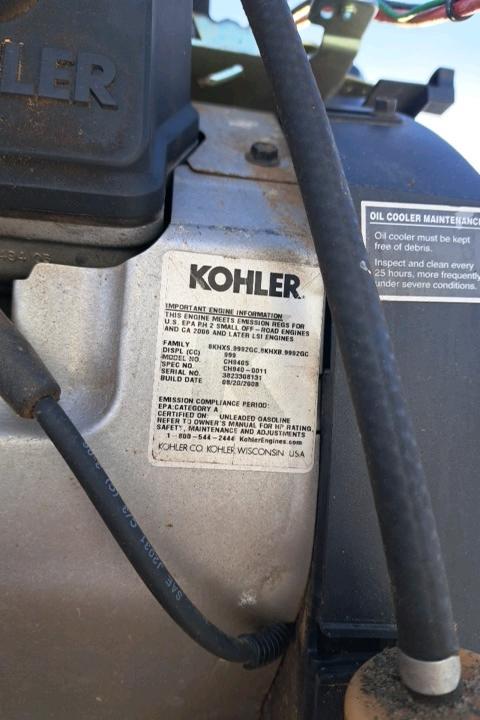 LER
484 05
OIL COOLER MAINTENANCE
Oil cooler must be kept
free of debris.
Inspect and clean every
25 hours, more frequently
under severe conditions.
KOHLER
IMPORTANT ENGINE INFORMATION
THIS ENGINE MEETS EMISSION REGS FOR
U.S. EPA PH 2 SMALL OFF-ROAD ENGINES
AND CA 2006 AND LATER LSI ENGINES
FAMILY 8KHXS.9992GC,8KHXB.9992GC
DISPL (CC) 999
MODEL NO. CH940S
SPEC NO. CH940-0011
SERIAL NO. 3823308131
BUILD DATE 08/20/2008
EMISSION COMPLIANCE PERIOD:
EPA:CATEGORY A
CERTIFIED ON: UNLEADED GASOLINE
REFER TO OWNER'S MANUAL FOR HP RATING,
SAFETY, MAINTENANCE AND ADJUSTMENTS
1-800-544-2444 KohlerEngines.com
KOHLER CO. KOHLER, WISCONSIN USA
SAE J2031